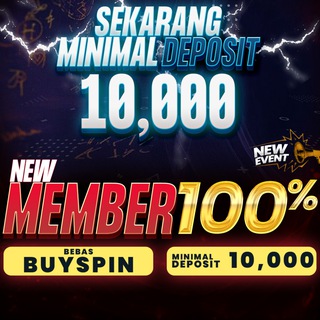 SEKARANG
MINIMAL DEPOSIT
10,000
NEW
EVENT
NEW
MEMBER 100%
BEBAS
BUYSPIN
MINIMAL
DEPOSIT 10,000